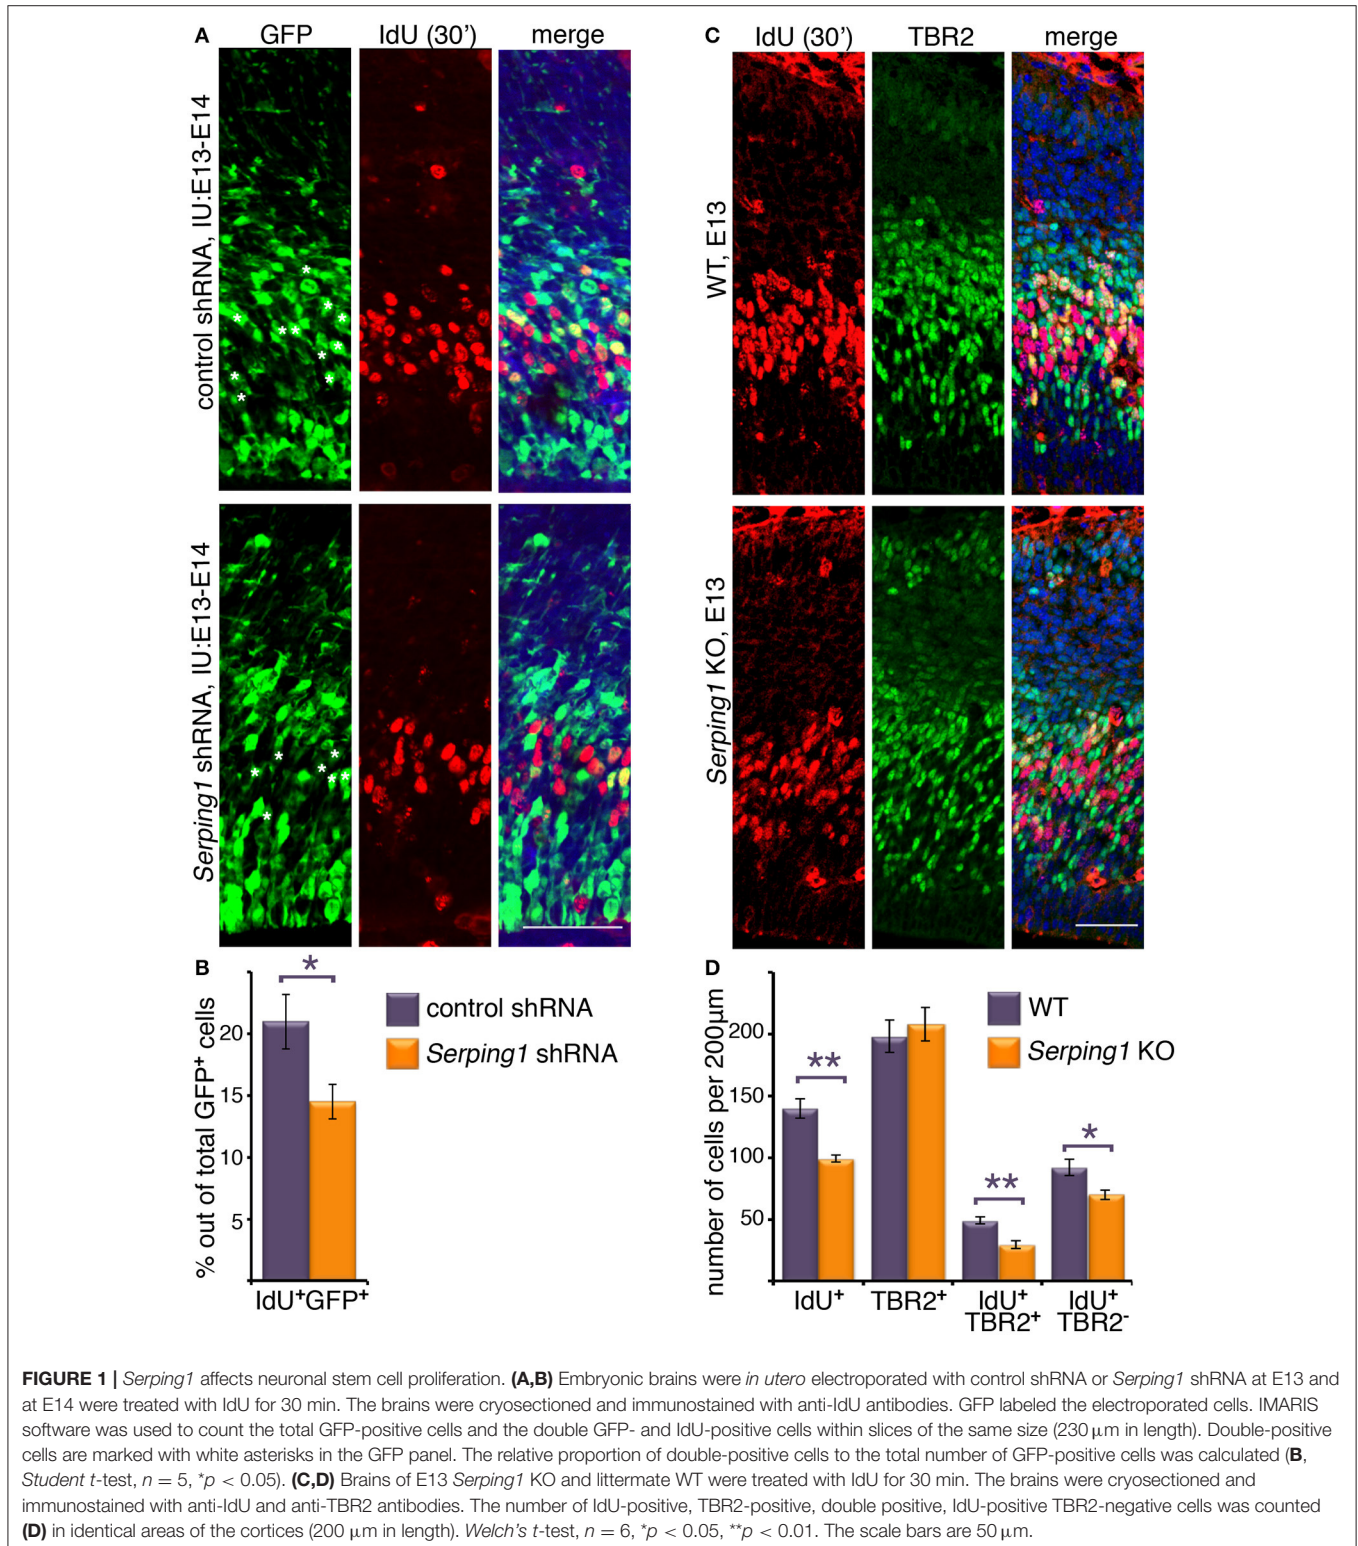 A GFP IdU (30’) merge
control shRNA, IU:E13-E14
Serping1 shRNA, IU:E13-E14
C IdU (30’) TBR2 merge
WT, E13
Serping1 KO, E13
B
*
% out of total GFP+ cells
20
15
10
5
IdU+GFP+
control shRNA
Serping1 shRNA
D
number of cells per 200μm
200
150
100
50
**
**
*
IdU+ TBR2+ IdU+ IdU+
TBR2+ TBR2-
WT
Serping1 KO
FIGURE 1 | Serping1 affects neuronal stem cell proliferation. (A,B) Embryonic brains were in utero electroporated with control shRNA or Serping1 shRNA at E13 and
at E14 were treated with IdU for 30 min. The brains were cryosectioned and immunostained with anti-IdU antibodies. GFP labeled the electroporated cells. IMARIS
software was used to count the total GFP-positive cells and the double GFP- and IdU-positive cells within slices of the same size (230 μm in length). Double-positive
cells are marked with white asterisks in the GFP panel. The relative proportion of double-positive cells to the total number of GFP-positive cells was calculated (B,
Student t-test, n = 5, *p < 0.05). (C,D) Brains of E13 Serping1 KO and littermate WT were treated with IdU for 30 min. The brains were cryosectioned and
immunostained with anti-IdU and anti-TBR2 antibodies. The number of IdU-positive, TBR2-positive, double positive, IdU-positive TBR2-negative cells was counted
(D) in identical areas of the cortices (200 μm in length). Welch’s t-test, n = 6, *p < 0.05, **p < 0.01. The scale bars are 50 μm.